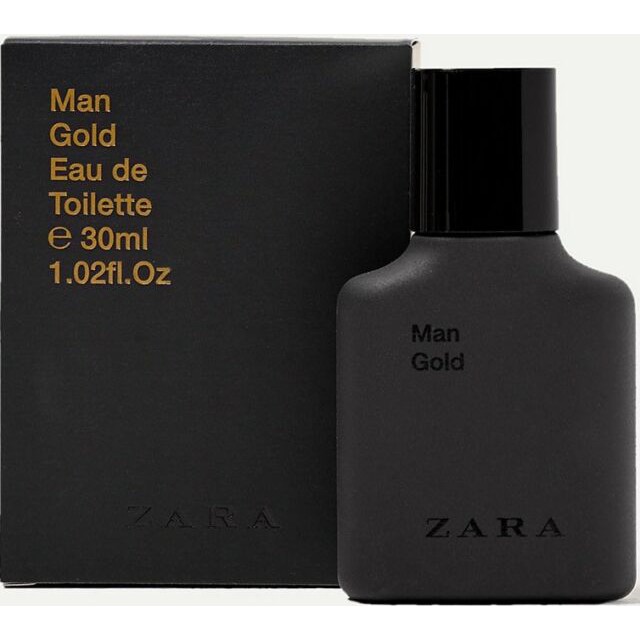 Man
Gold
Eau de
Toilette
℮ 30ml
1.02fl.Oz
ZARA
Man
Gold
ZARA